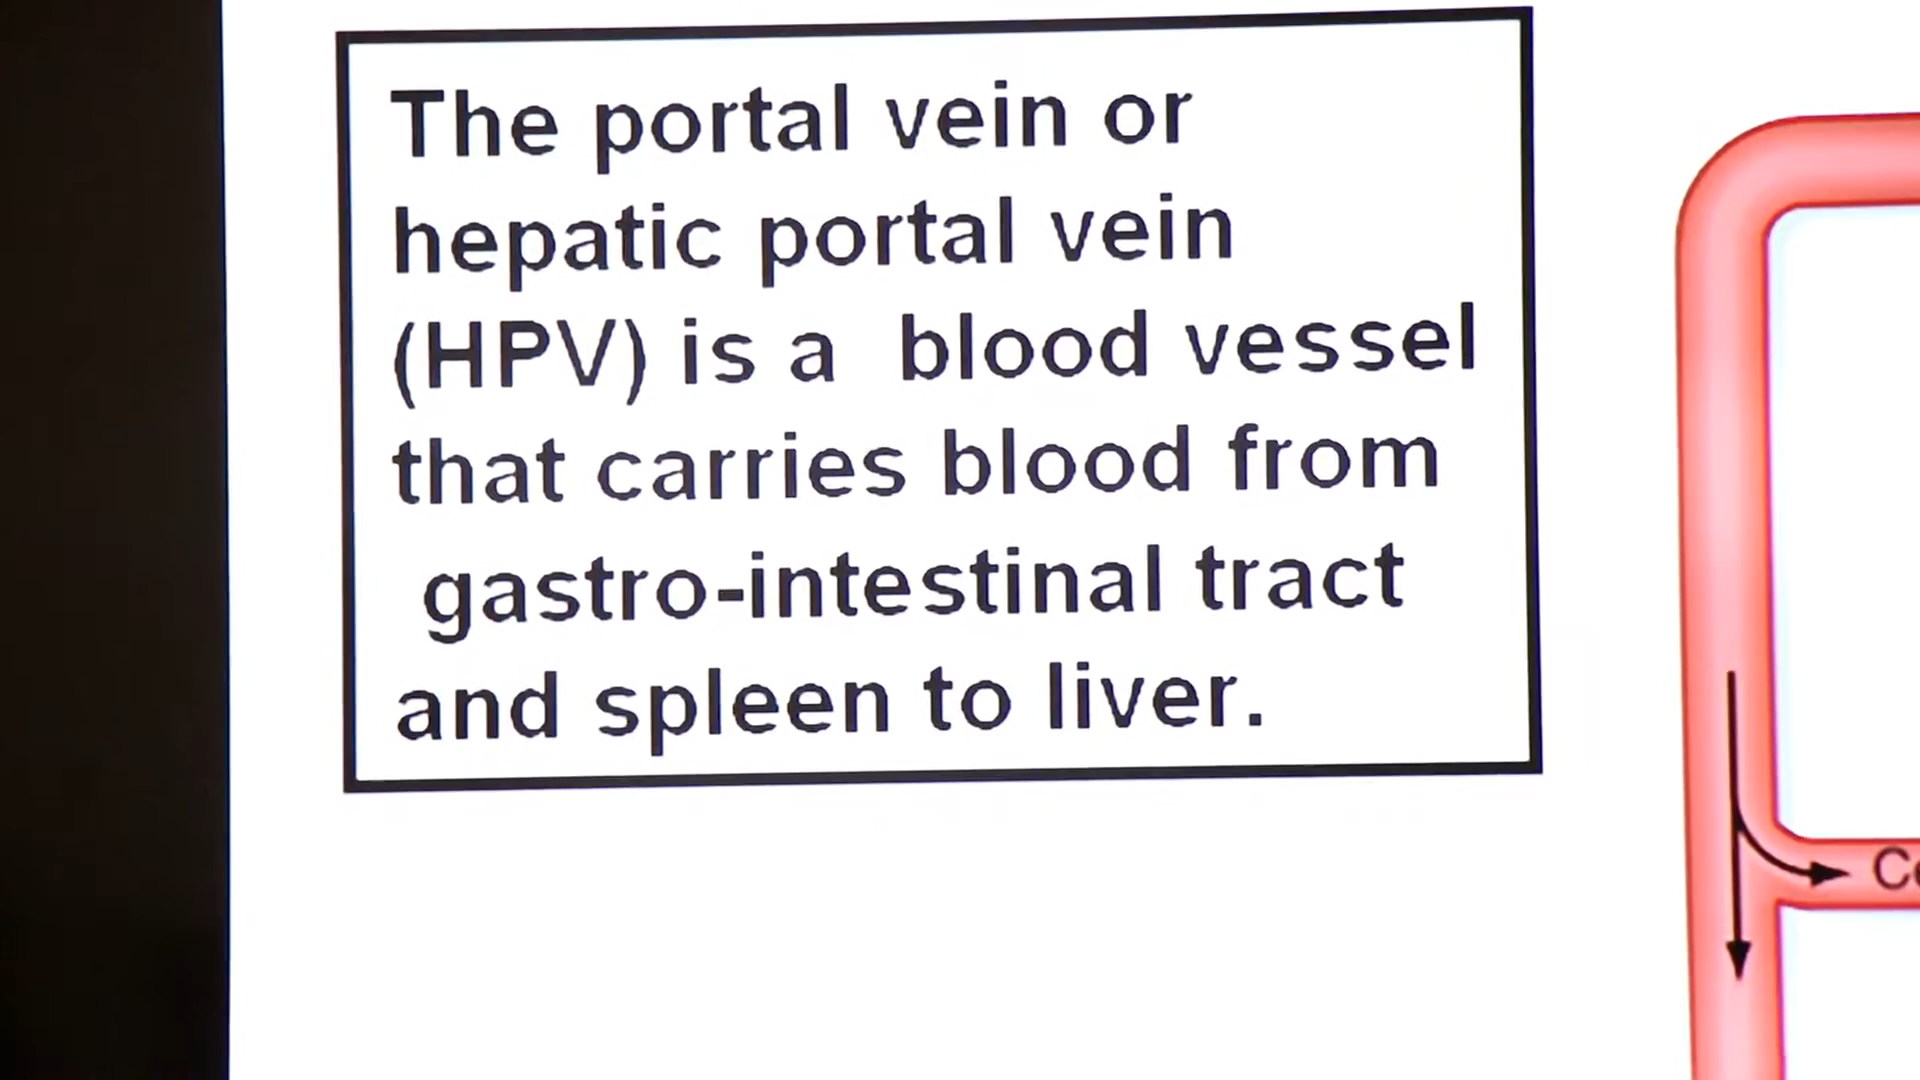 The portal vein or
hepatic portal vein
(HPV) is a blood vessel
that carries blood from
gastro-intestinal tract
and spleen to liver.